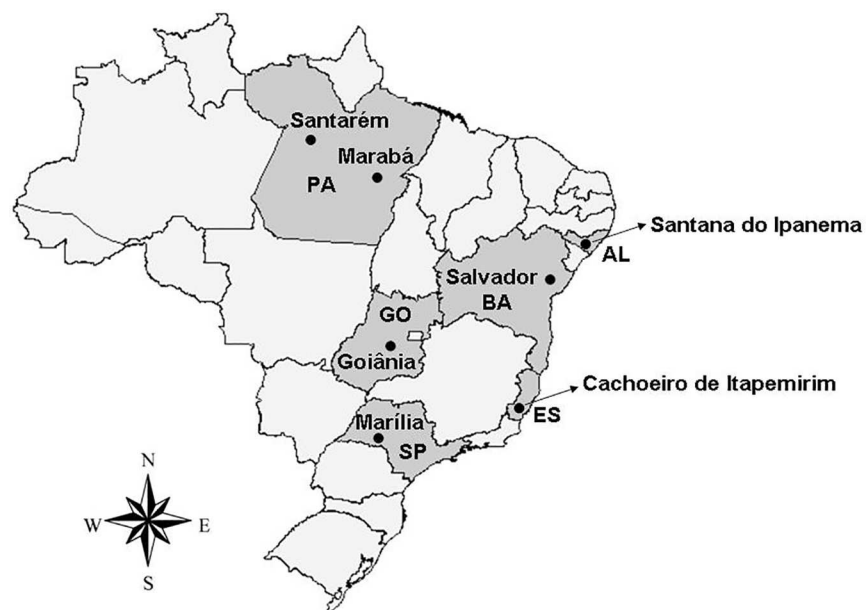 Santarém
Marabá
PA
Santana do Ipanema
AL
Salvador
BA
GO
Goiânia
Cachoeiro de Itapemirim
ES
Marília
SP
N
W
E
S